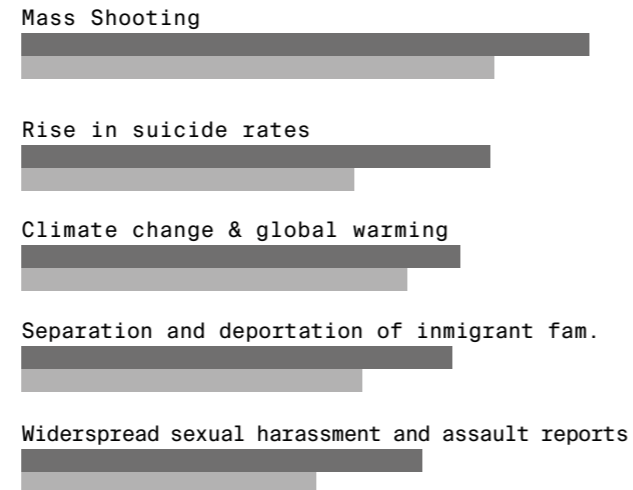 Mass Shooting
Rise in suicide rates
Climate change & global warming
Separation and deportation of inmigrant fam.
Widerspread sexual harassment and assault reports